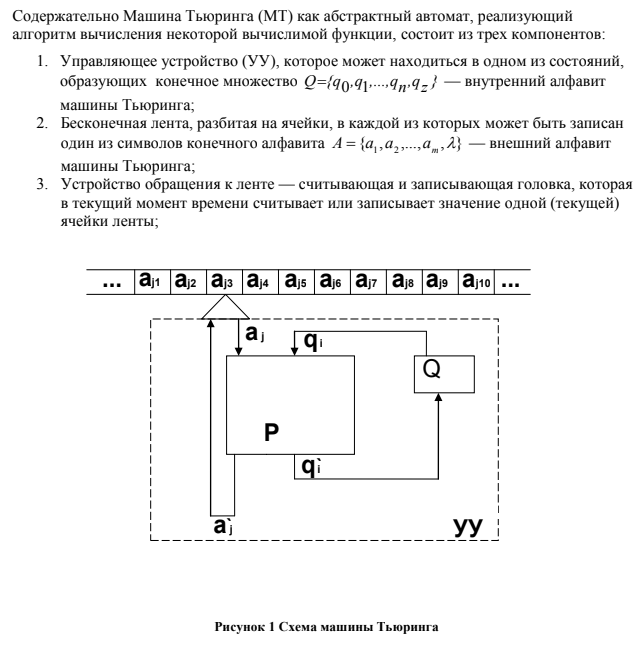 Содержательно Машина Тьюринга (МТ) как абстрактный автомат, реализующий
алгоритм вычисления некоторой вычислимой функции, состоит из трех компонентов:
1. Управляющее устройство (УУ), которое может находиться в одном из состояний,
образующих конечное множество Q={q0,q1,...,qn,qz} — внутренний алфавит
машины Тьюринга;
2. Бесконечная лента, разбитая на ячейки, в каждой из которых может быть записан
один из символов конечного алфавита A = {a1,a2,...,am,λ} — внешний алфавит
машины Тьюринга;
3. Устройство обращения к ленте — считывающая и записывающая головка, которая
в текущий момент времени считывает или записывает значение одной (текущей)
ячейки ленты;
... aj1 aj2 aj3 aj4 aj5 aj6 aj7 aj8 aj9 aj10 ...
aj qi
Q
P
q`i
a`j УУ
Рисунок 1 Схема машины Тьюринга